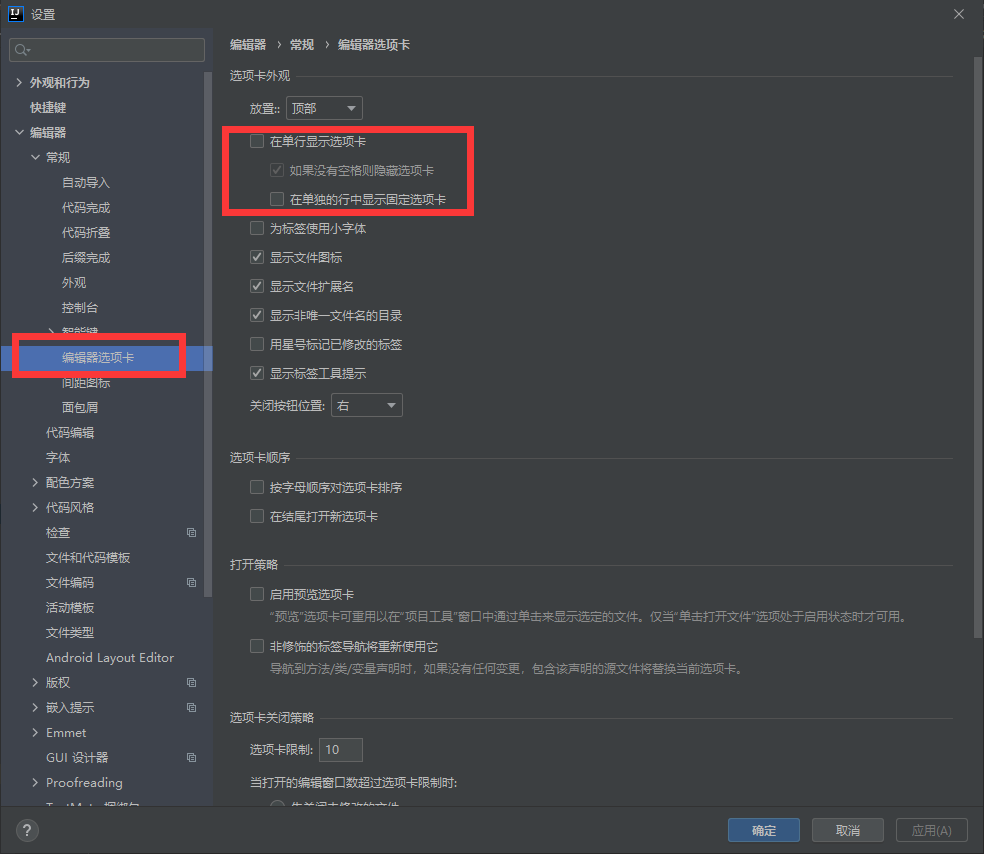 设置
外观和行为
快捷键
编辑器
常规
自动导入
代码完成
代码折叠
后缀完成
外观
控制台
智能键
编辑器选项卡
间距图标
面包屑
代码编辑
字体
配色方案
代码风格
检查
文件和代码模板
文件编码
活动模板
文件类型
Android Layout Editor
版权
嵌入提示
Emmet
GUI 设计器
Proofreading
编辑器 › 常规 › 编辑器选项卡
选项卡外观
放置:: 顶部
在单行显示选项卡
如果没有空格则隐藏选项卡
在单独的行中显示固定选项卡
为标签使用小字体
显示文件图标
显示文件扩展名
显示非唯一文件名的目录
用星号标记已修改的标签
显示标签工具提示
关闭按钮位置: 右
选项卡顺序
按字母顺序对选项卡排序
在结尾打开新选项卡
打开策略
启用预览选项卡
“预览”选项卡可重用以在“项目工具”窗口中通过单击来显示选定的文件。仅当“单击打开文件”选项处于启用状态时才可用。
非修饰的标签导航将重新使用它
导航到方法/类/变量声明时，如果没有任何变更，包含该声明的源文件将替换当前选项卡。
选项卡关闭策略
选项卡限制: 10
当打开的编辑窗口数超过选项卡限制时:
? 确定 取消 应用(A)